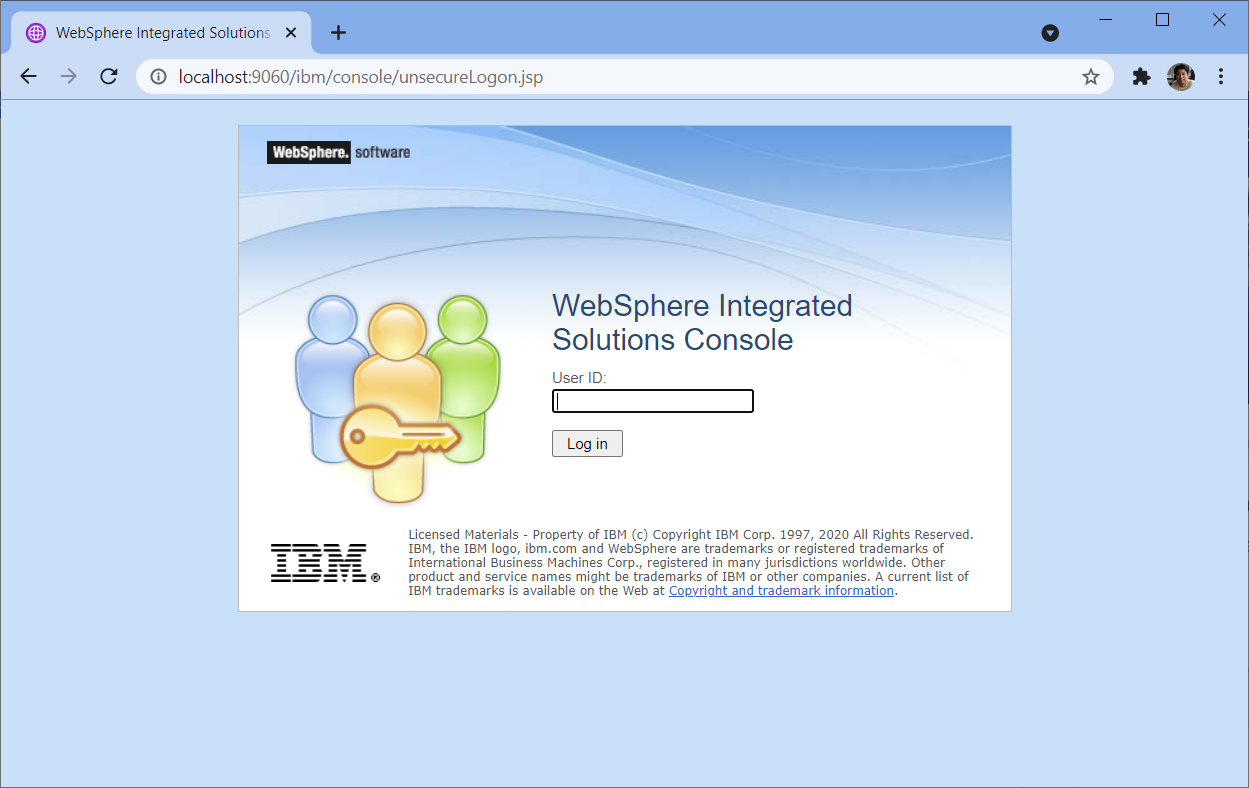 WebSphere Integrated Solutions
localhost:9060/ibm/console/unsecureLogon.jsp
WebSphere. software
WebSphere Integrated
Solutions Console
User ID:
Log in
Licensed Materials - Property of IBM (c) Copyright IBM Corp. 1997, 2020 All Rights Reserved.
IBM, the IBM logo, ibm.com and WebSphere are trademarks or registered trademarks of
International Business Machines Corp., registered in many jurisdictions worldwide. Other
product and service names might be trademarks of IBM or other companies. A current list of
IBM trademarks is available on the Web at Copyright and trademark information.
IBM®